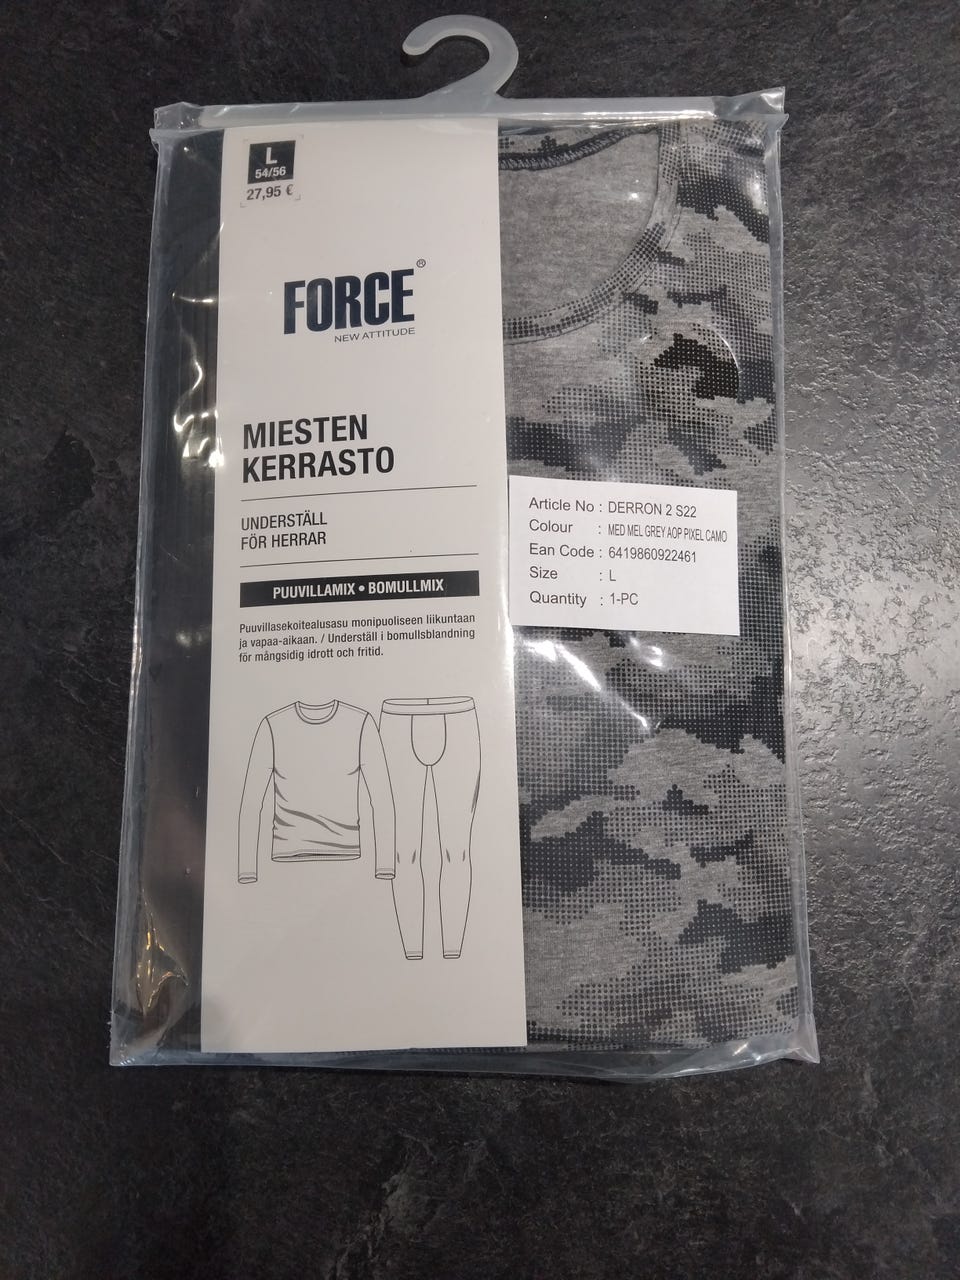 L
54/56
27,95 €
FORCE®
NEW ATTITUDE
MIESTEN
KERRASTO
UNDERSTÄLL
FÖR HERRAR
PUUVILLAMIX • BOMULLMIX
Puuvillasekoitealusasu monipuoliseen liikuntaan
ja vapaa-aikaan. / Underställ i bomullsblandning
för mångsidig idrott och fritid.
Article No : DERRON 2 S22
Colour : MED MEL GREY AOP PIXEL CAMO
Ean Code : 6419860922461
Size : L
Quantity : 1-PC